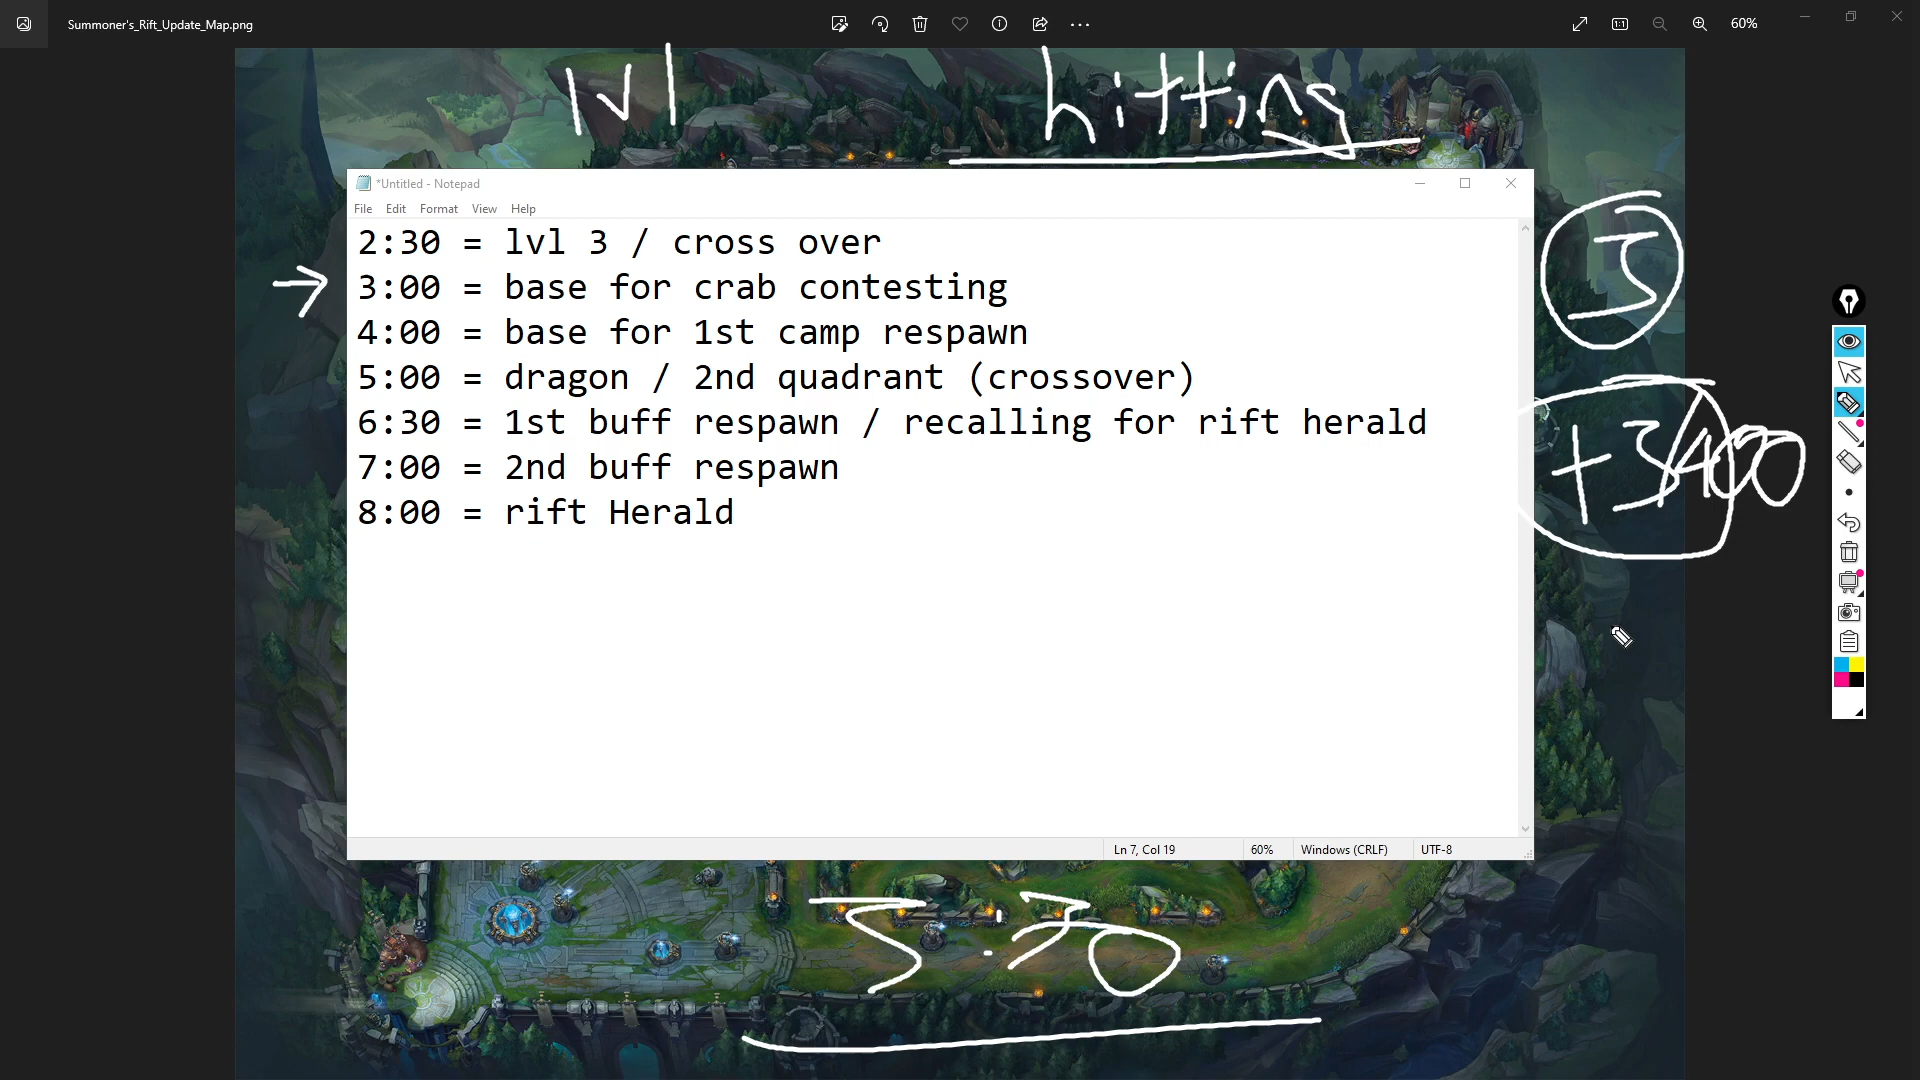 Summoner's_Rift_Update_Map.png
60%
lvl hitting
*Untitled - Notepad
File Edit Format View Help
2:30 = lvl 3 / cross over
3:00 = base for crab contesting
4:00 = base for 1st camp respawn
5:00 = dragon / 2nd quadrant (crossover)
6:30 = 1st buff respawn / recalling for rift herald
7:00 = 2nd buff respawn
8:00 = rift Herald
3
+3/400
Ln 7, Col 19 60% Windows (CRLF) UTF-8
3:30